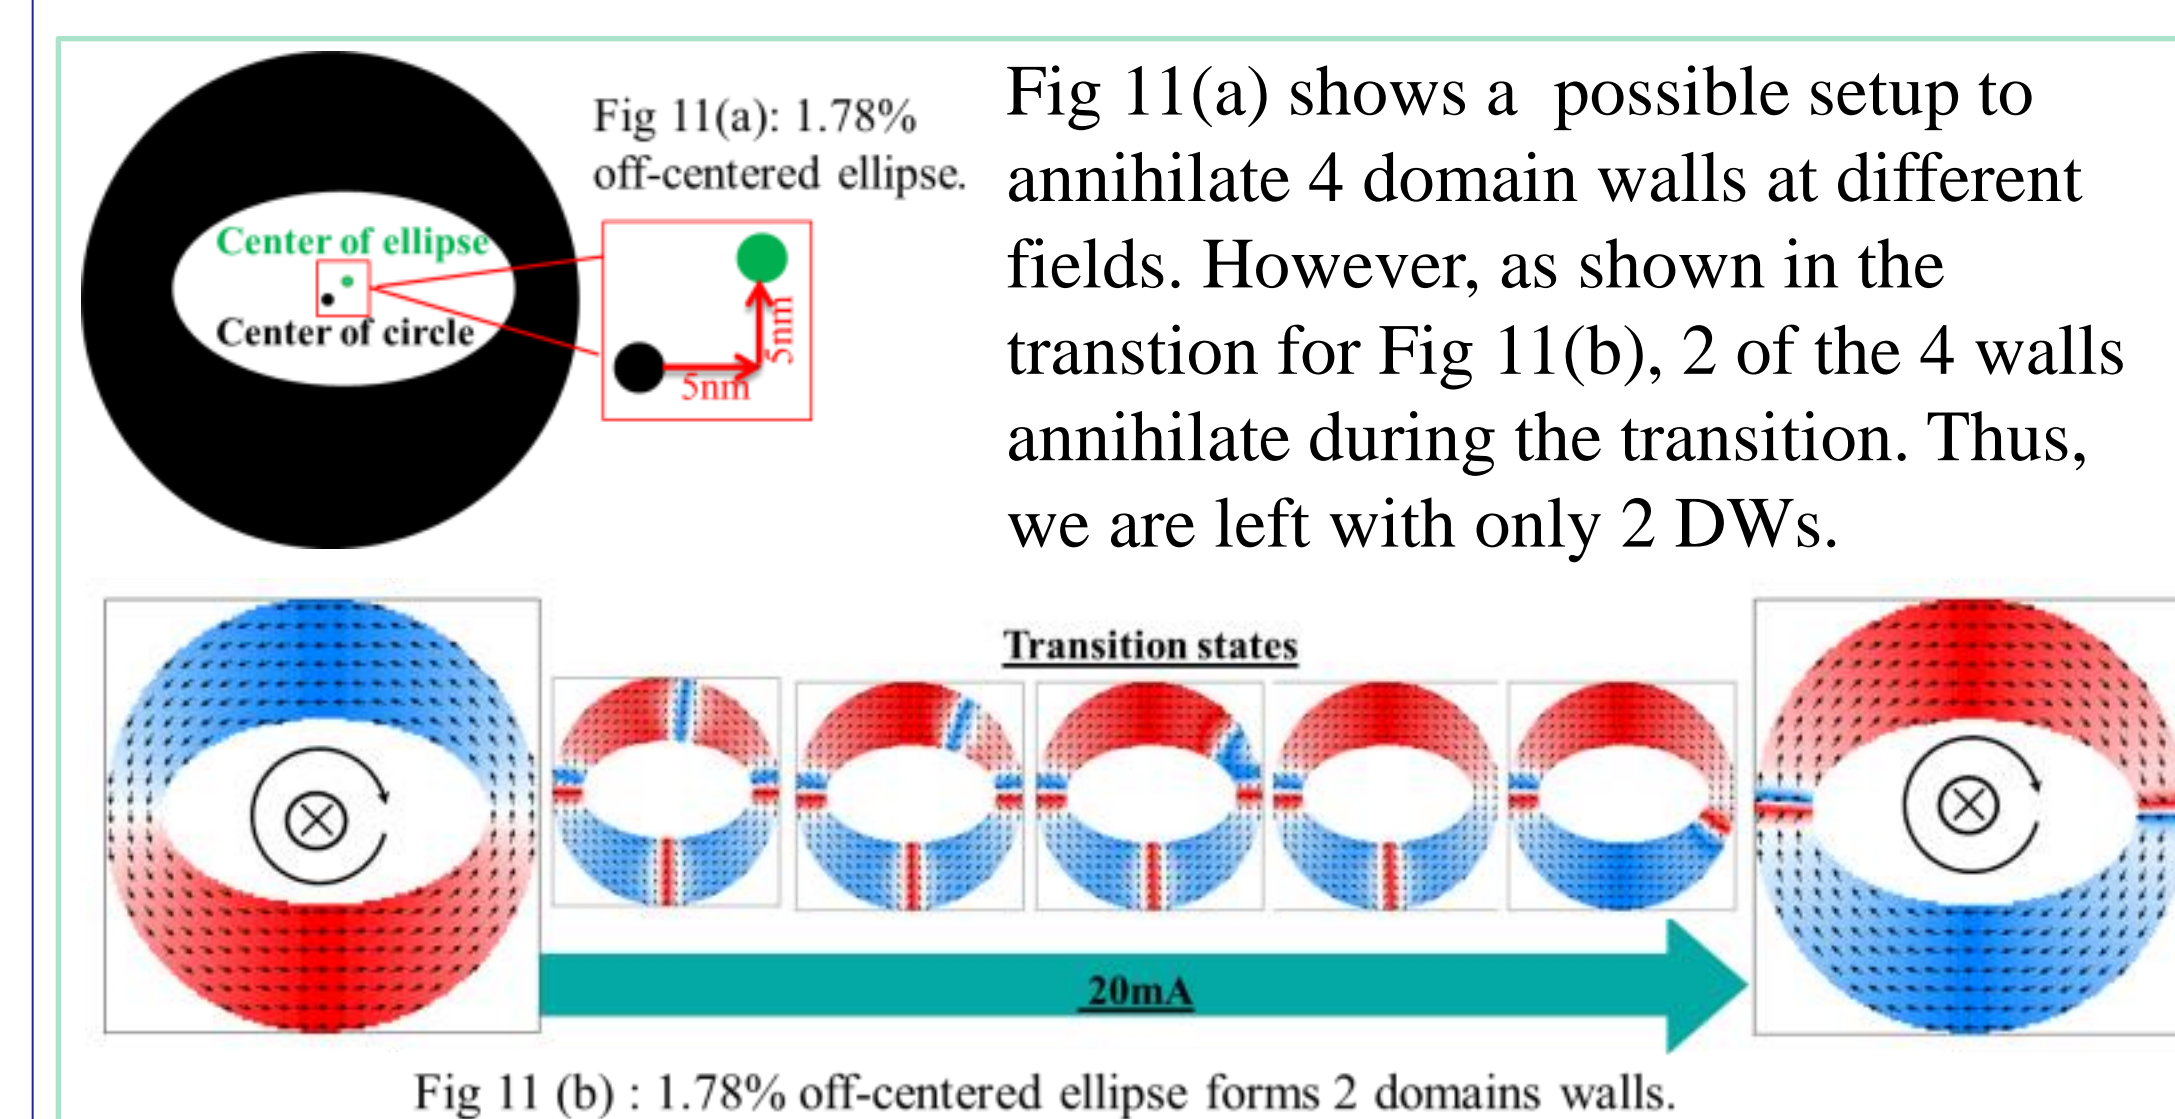 Fig 11(a): 1.78%
off-centered ellipse.
Center of ellipse
Center of circle
5nm
5nm
Fig 11(a) shows a possible setup to
annihilate 4 domain walls at different
fields. However, as shown in the
transtion for Fig 11(b), 2 of the 4 walls
annihilate during the transition. Thus,
we are left with only 2 DWs.
Transition states
20mA
Fig 11 (b) : 1.78% off-centered ellipse forms 2 domains walls.